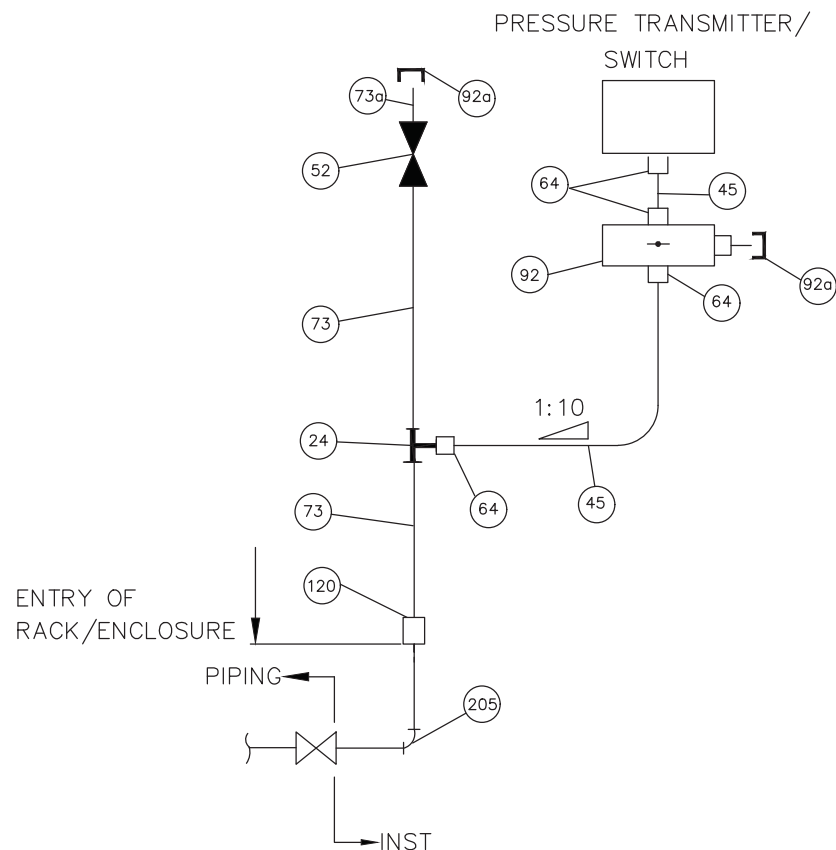 PRESSURE TRANSMITTER/
SWITCH
73a
92a
52
64
45
92
92a
64
73
1:10
24
64
45
73
120
ENTRY OF
RACK/ENCLOSURE
PIPING
205
INST